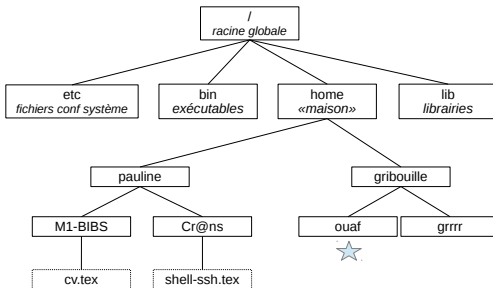 /
racine globale
etc
fichiers conf système
bin
exécutables
home
«maison»
lib
librairies
pauline
gribouille
M1-BIBS
Cr@ns
ouaf
grrrr
cv.tex
shell-ssh.tex